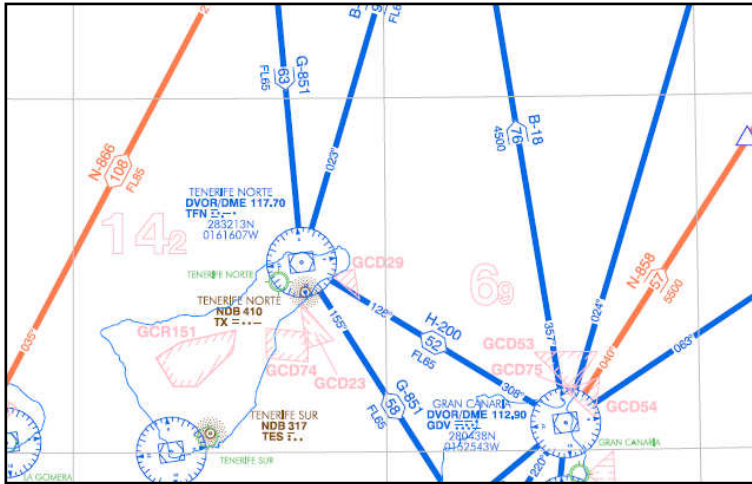 N-866
108
FL85
035°
G-851
63
FL65
B-
023°
B-18
76
4500
357°
024°
N-858
57
5500
040°
063°
TENERIFE NORTE
DVOR/DME 117.70
TFN
283213N
0161607W
14₂
6₉
TENERIFE NORTE
TENERIFE NORTE
NDB 410
TX
GCD29
GCR151
GCD74
GCD23
128°
H-200
52
FL65
308°
155°
G-851
58
FL65
GCD53
GCD75
GCD54
GRAN CANARIA
DVOR/DME 112,90
GDV
280438N
0152543W
GRAN CANARIA
220°
TENERIFE SUR
NDB 317
TES
TENERIFE SUR
LA GOMERA